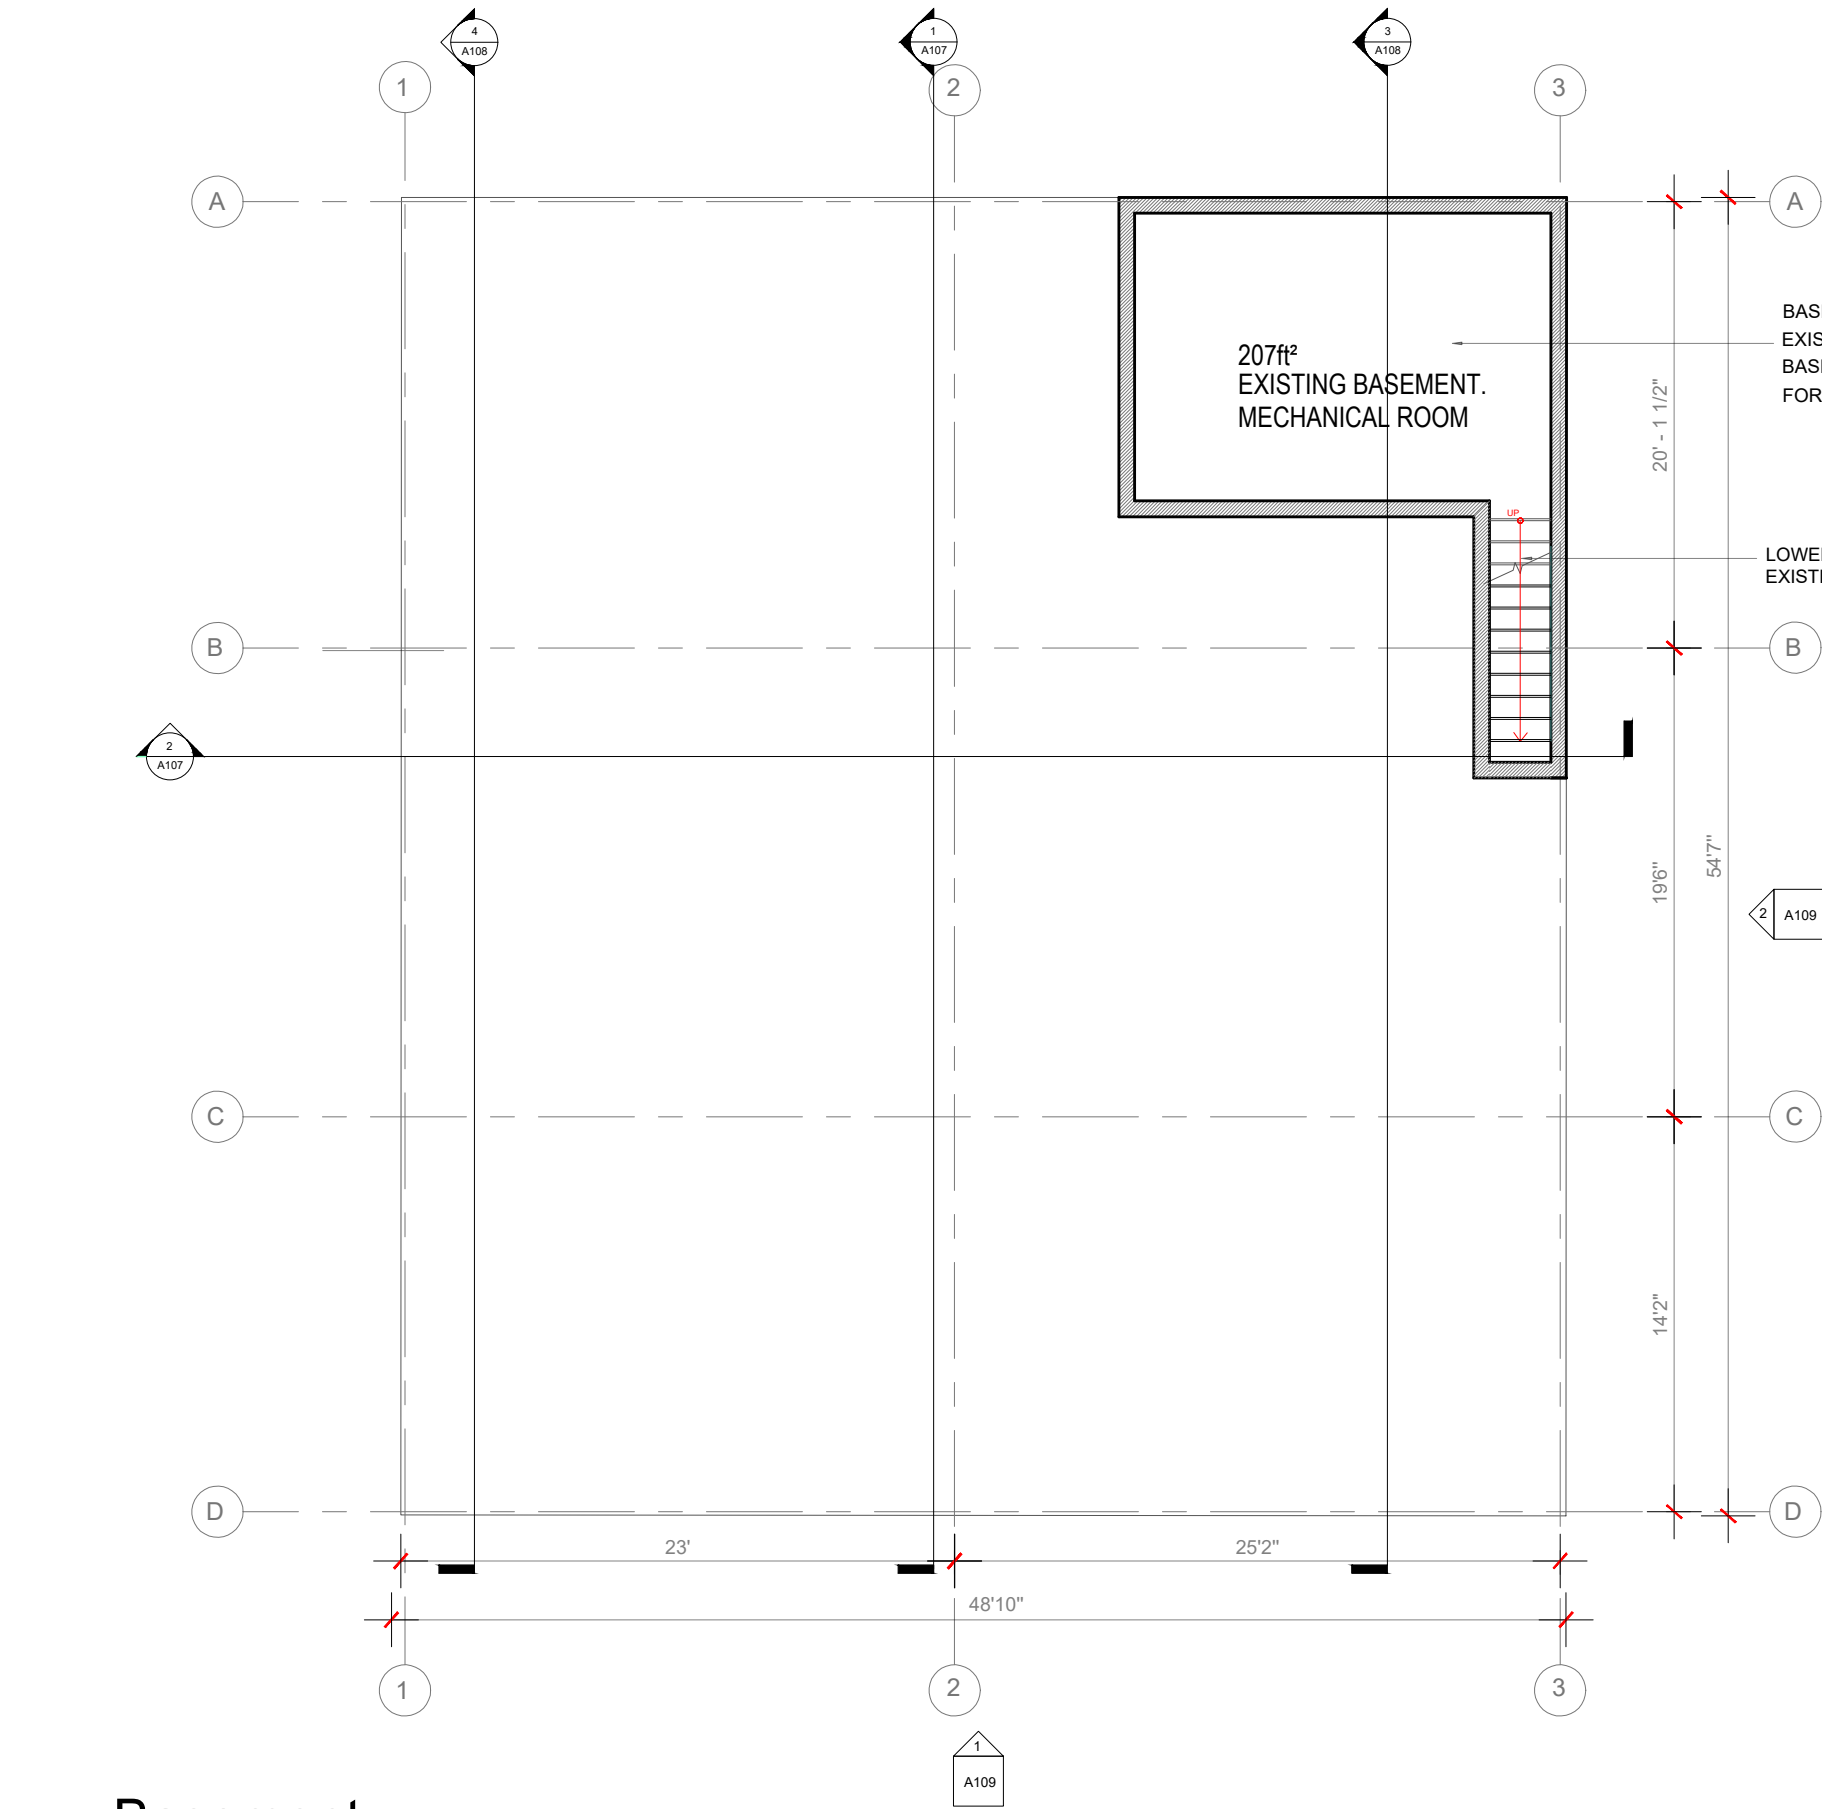 4
A108
1
A107
3
A108
1
2
3
A
A
BAS
EXIS
BAS
FOR
207ft²
EXISTING BASEMENT.
MECHANICAL ROOM
20' - 1 1/2"
UP
LOWE
EXIST
B
B
2
A107
54'7"
19'6"
2
A109
C
C
14'2"
D
D
23'
25'2"
48'10"
1
2
3
1
A109